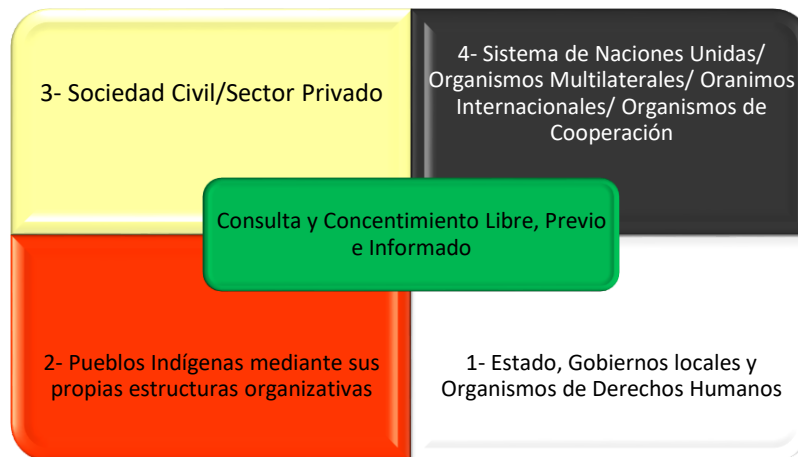 3- Sociedad Civil/Sector Privado
4- Sistema de Naciones Unidas/
Organismos Multilaterales/ Oranimos
Internacionales/ Organismos de
Cooperación
Consulta y Concentimiento Libre, Previo
e Informado
2- Pueblos Indígenas mediante sus
propias estructuras organizativas
1- Estado, Gobiernos locales y
Organismos de Derechos Humanos